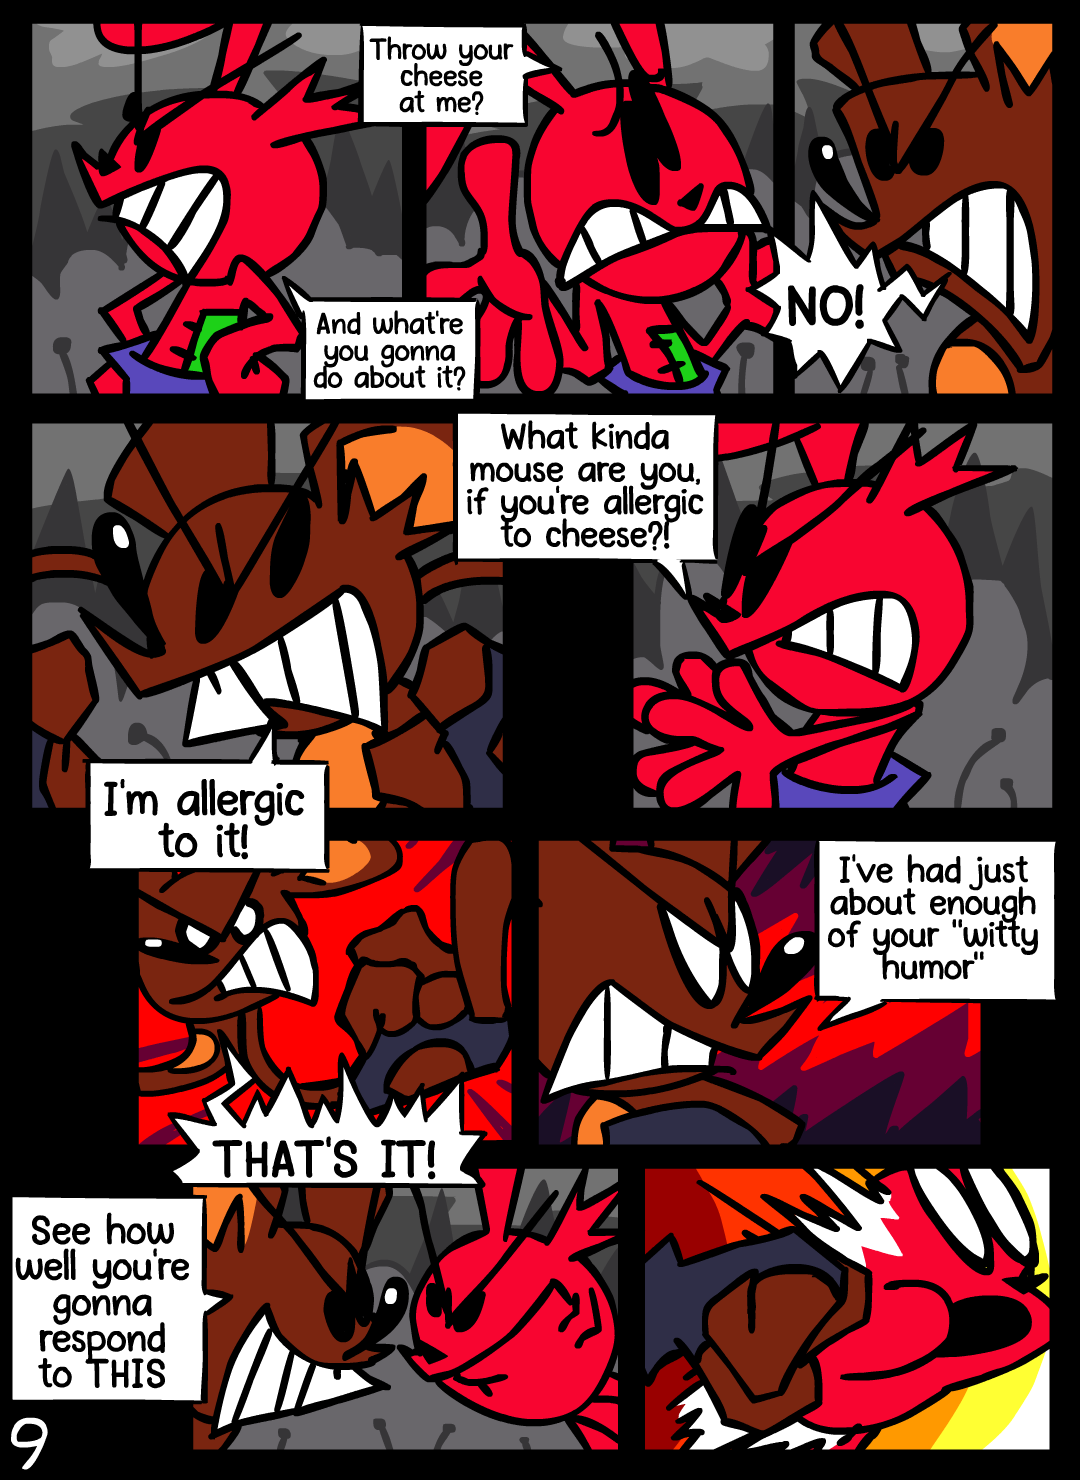 And what're
you gonna
do about it?
Throw your
cheese
at me?
NO!
I'm allergic
to it!
What kinda
mouse are you,
if you're allergic
to cheese?!
THAT'S IT!
I've had just
about enough
of your "witty
humor"
See how
well you're
gonna
respond
to THIS
9